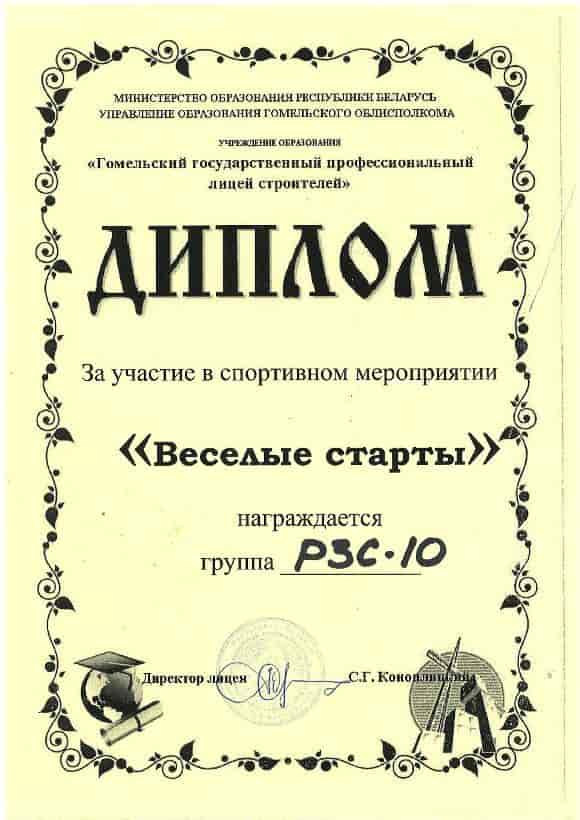 МИНИСТЕРСТВО ОБРАЗОВАНИЯ РЕСПУБЛИКИ БЕЛАРУСЬ
УПРАВЛЕНИЕ ОБРАЗОВАНИЯ ГОМЕЛЬСКОГО ОБЛИСПОЛКОМА
УЧРЕЖДЕНИЕ ОБРАЗОВАНИЯ
«Гомельский государственный профессиональный
лицей строителей»
ДИПЛОМ
За участие в спортивном мероприятии
«Веселые старты»
награждается
группа РЗС-10
Директор лицея С.Г. Коноплицкая